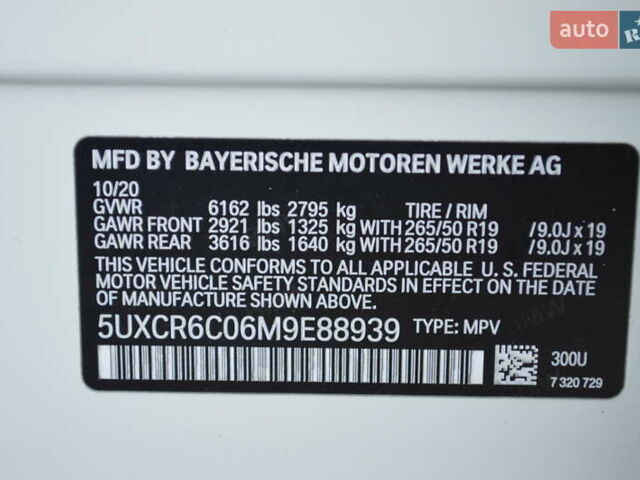 auto
MFD BY BAYERISCHE MOTOREN WERKE AG
10/20
GVWR 6162 lbs 2795 kg TIRE / RIM
GAWR FRONT 2921 lbs 1325 kg WITH 265/50 R19 /9.0J x 19
GAWR REAR 3616 lbs 1640 kg WITH 265/50 R19 /9.0J x 19
THIS VEHICLE CONFORMS TO ALL APPLICABLE U. S. FEDERAL
MOTOR VEHICLE SAFETY STANDARDS IN EFFECT ON THE DATE
OF MANUFACTURE SHOWN ABOVE.
5UXCR6C06M9E88939 TYPE: MPV
300U
7 320 729